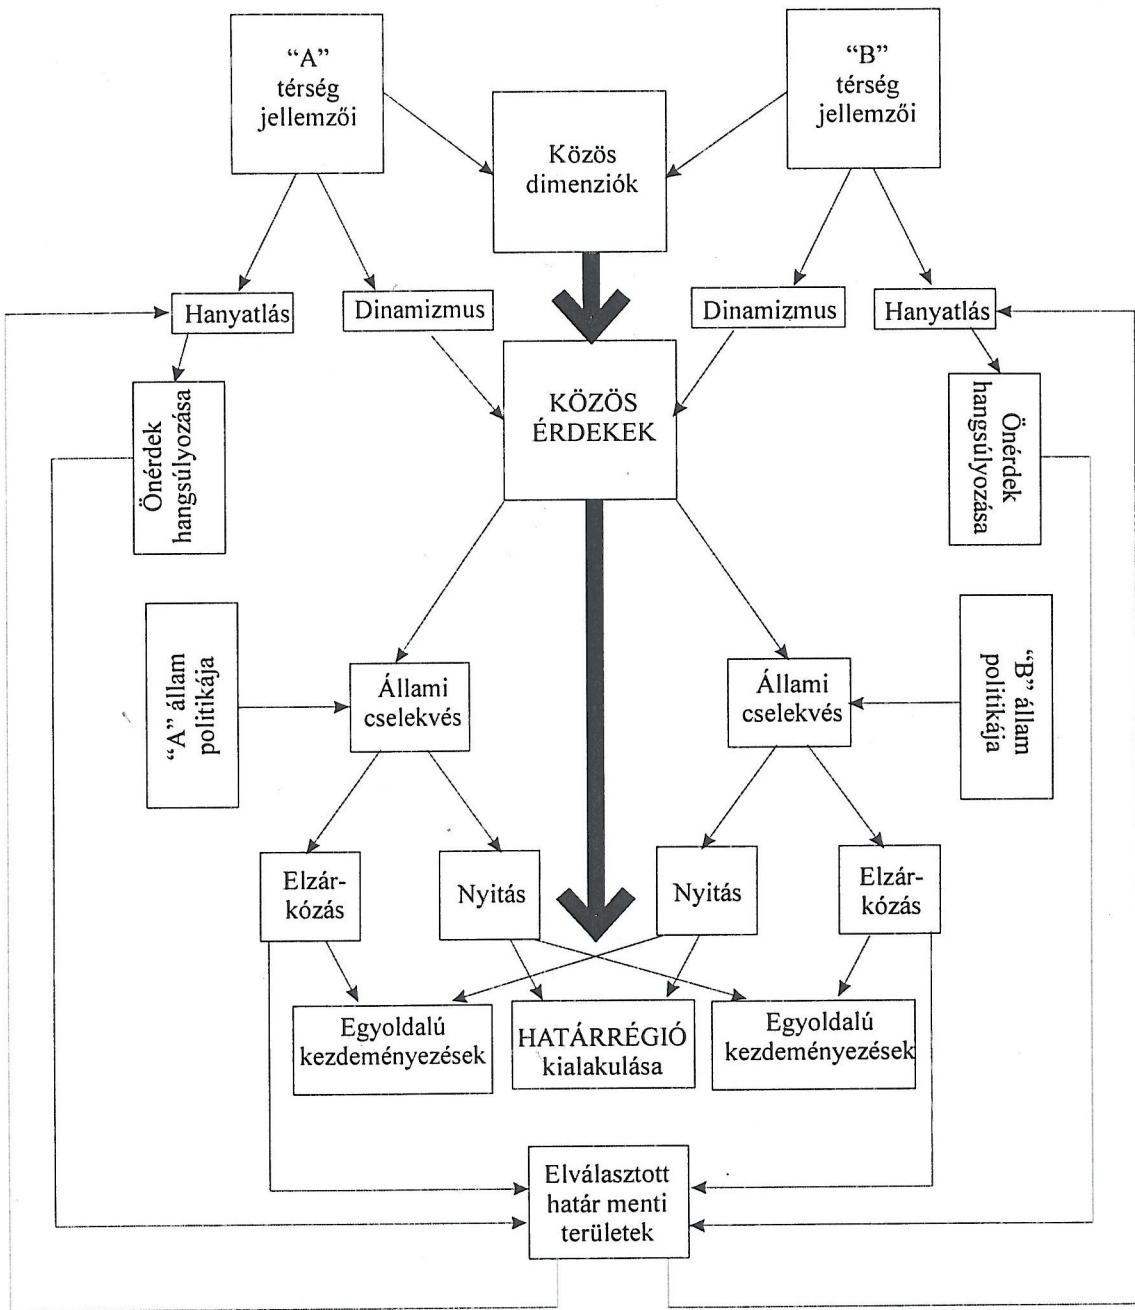 “A”
térség
jellemzői
“B”
térség
jellemzői
Közös
dimenziók
Hanyatlás
Dinamizmus
Dinamizmus
Hanyatlás
Önérdek
hangsúlyozása
KÖZÖS
ÉRDEKEK
Önérdek
hangsúlyozása
“A” állam
politikája
Állami
cselekvés
Állami
cselekvés
“B” állam
politikája
Elzár-
kózás
Nyitás
Nyitás
Elzár-
kózás
Egyoldalú
kezdeményezések
HATÁRRÉGIÓ
kialakulása
Egyoldalú
kezdeményezések
Elválasztott
határ menti
területek